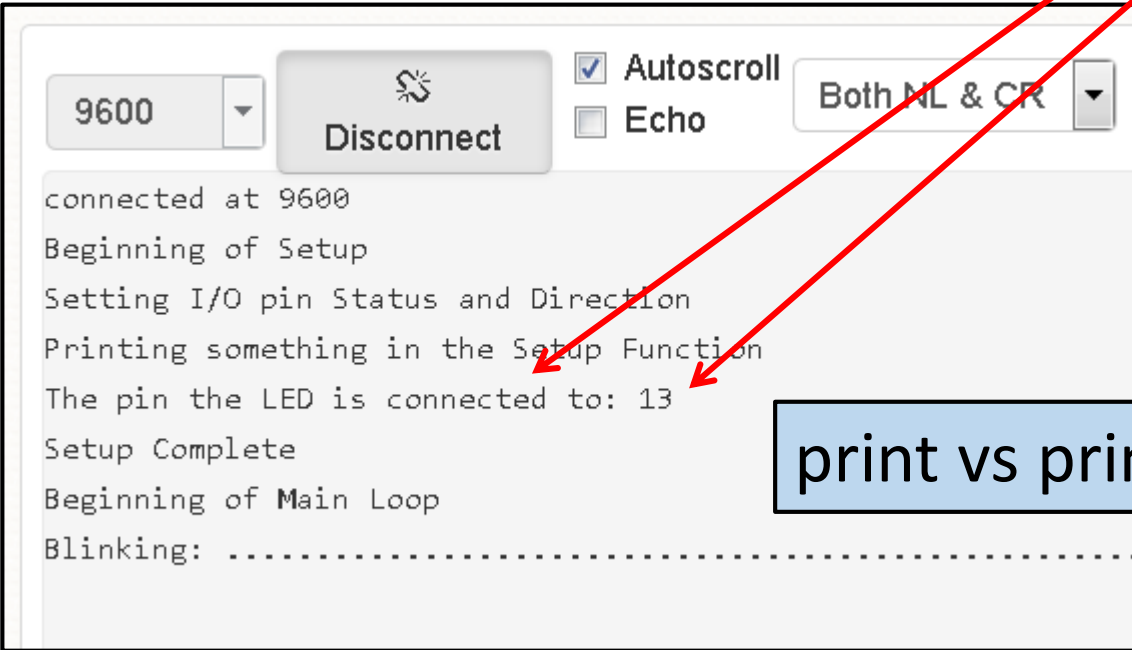 9600
Disconnect
Autoscroll
Echo
Both NL & CR
connected at 9600
Beginning of Setup
Setting I/O pin Status and Direction
Printing something in the Setup Function
The pin the LED is connected to: 13
Setup Complete
Beginning of Main Loop
Blinking: ..................................................
print vs